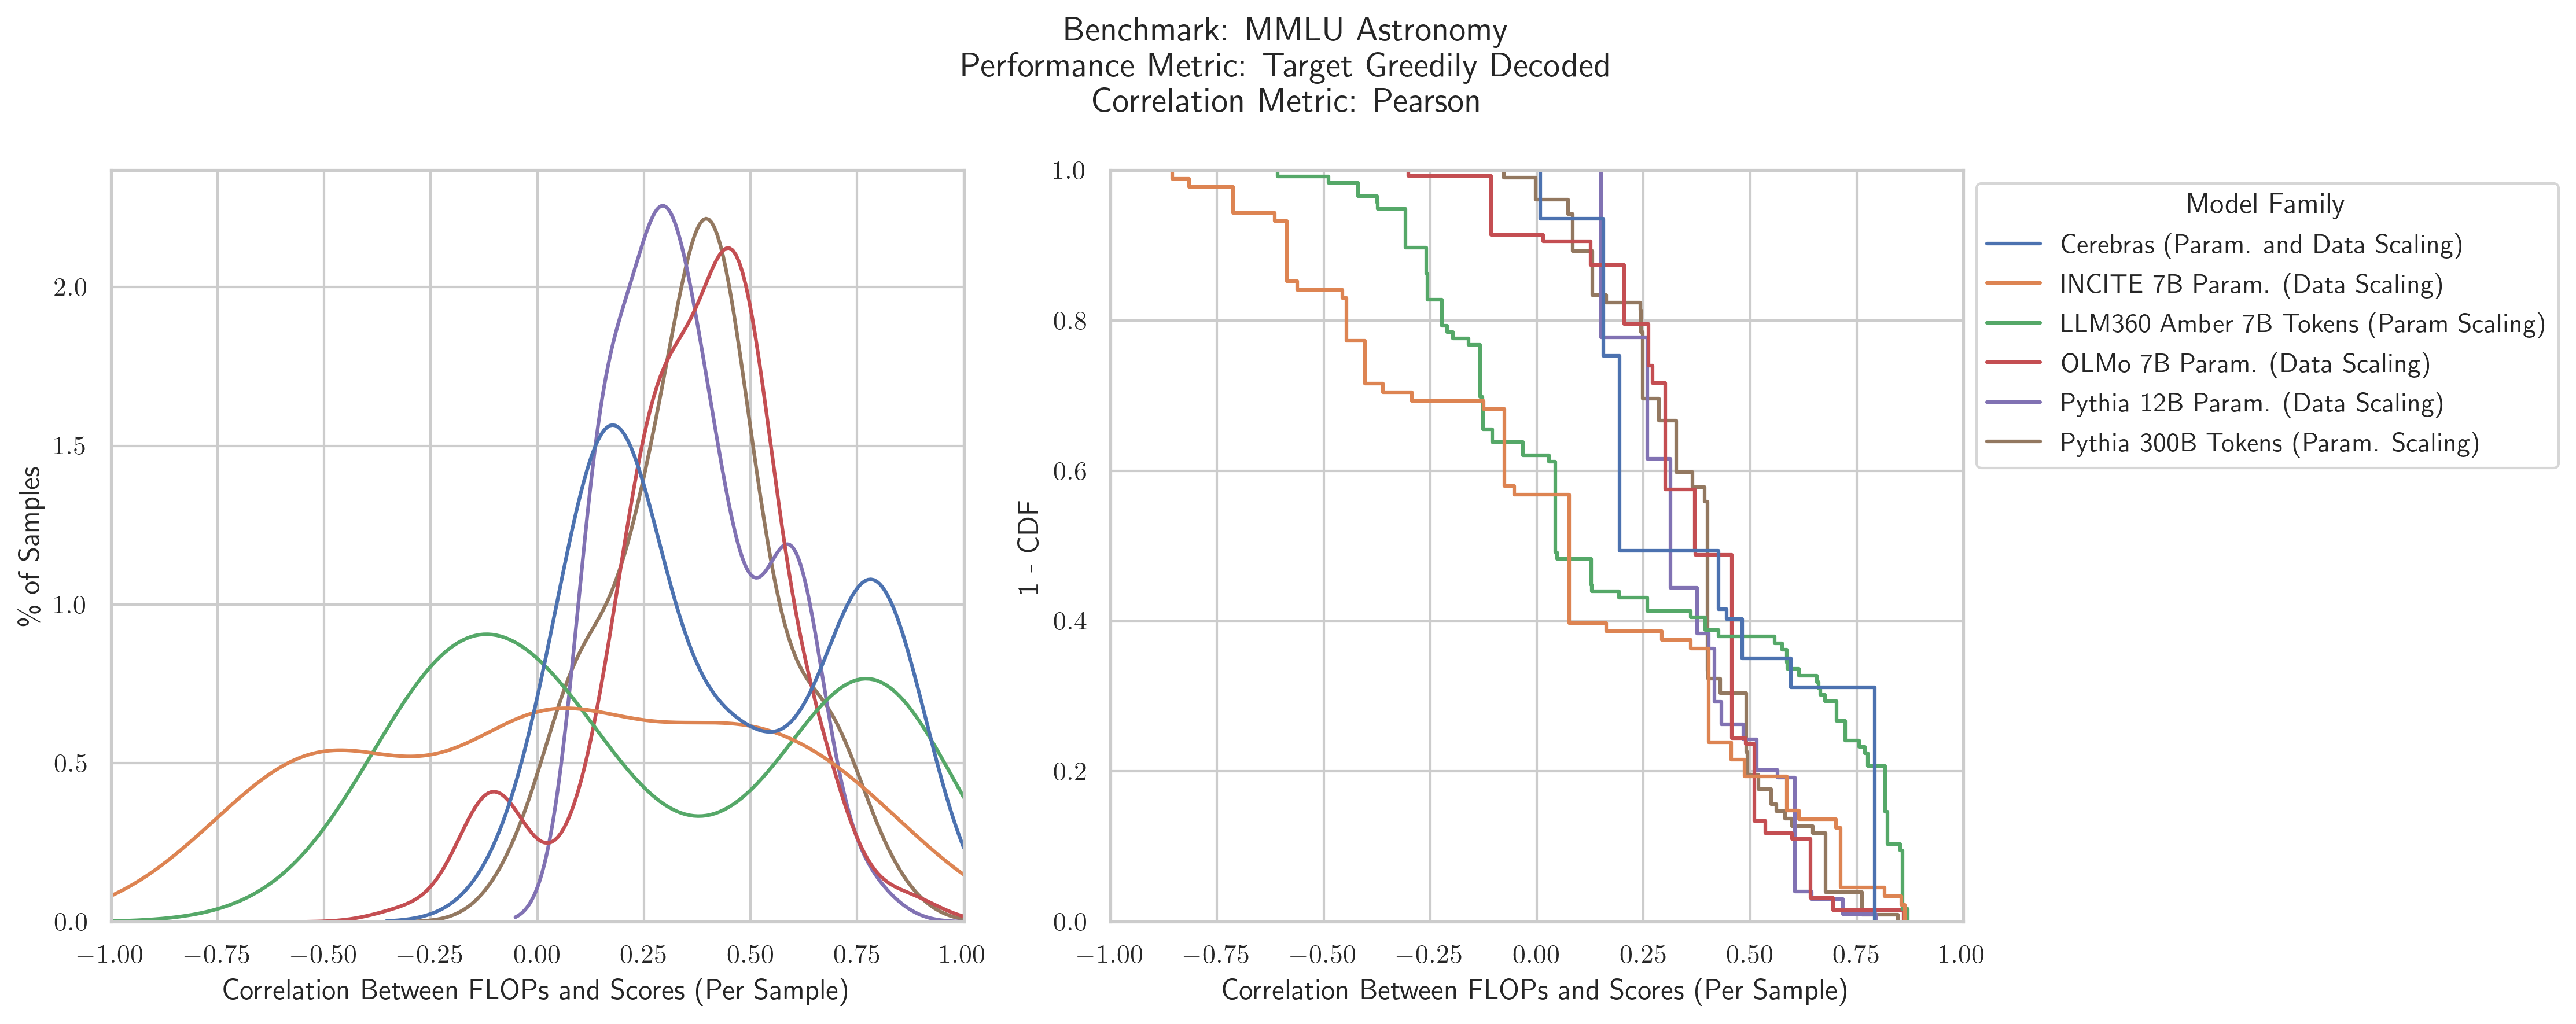 Benchmark: MMLU Astronomy
Performance Metric: Target Greedily Decoded
Correlation Metric: Pearson
% of Samples
2.0
1.5
1.0
0.5
0.0
−1.00 −0.75 −0.50 −0.25 0.00 0.25 0.50 0.75 1.00
Correlation Between FLOPs and Scores (Per Sample)
1 - CDF
1.0
0.8
0.6
0.4
0.2
0.0
−1.00 −0.75 −0.50 −0.25 0.00 0.25 0.50 0.75 1.00
Correlation Between FLOPs and Scores (Per Sample)
Model Family
Cerebras (Param. and Data Scaling)
INCITE 7B Param. (Data Scaling)
LLM360 Amber 7B Tokens (Param Scaling)
OLMo 7B Param. (Data Scaling)
Pythia 12B Param. (Data Scaling)
Pythia 300B Tokens (Param. Scaling)